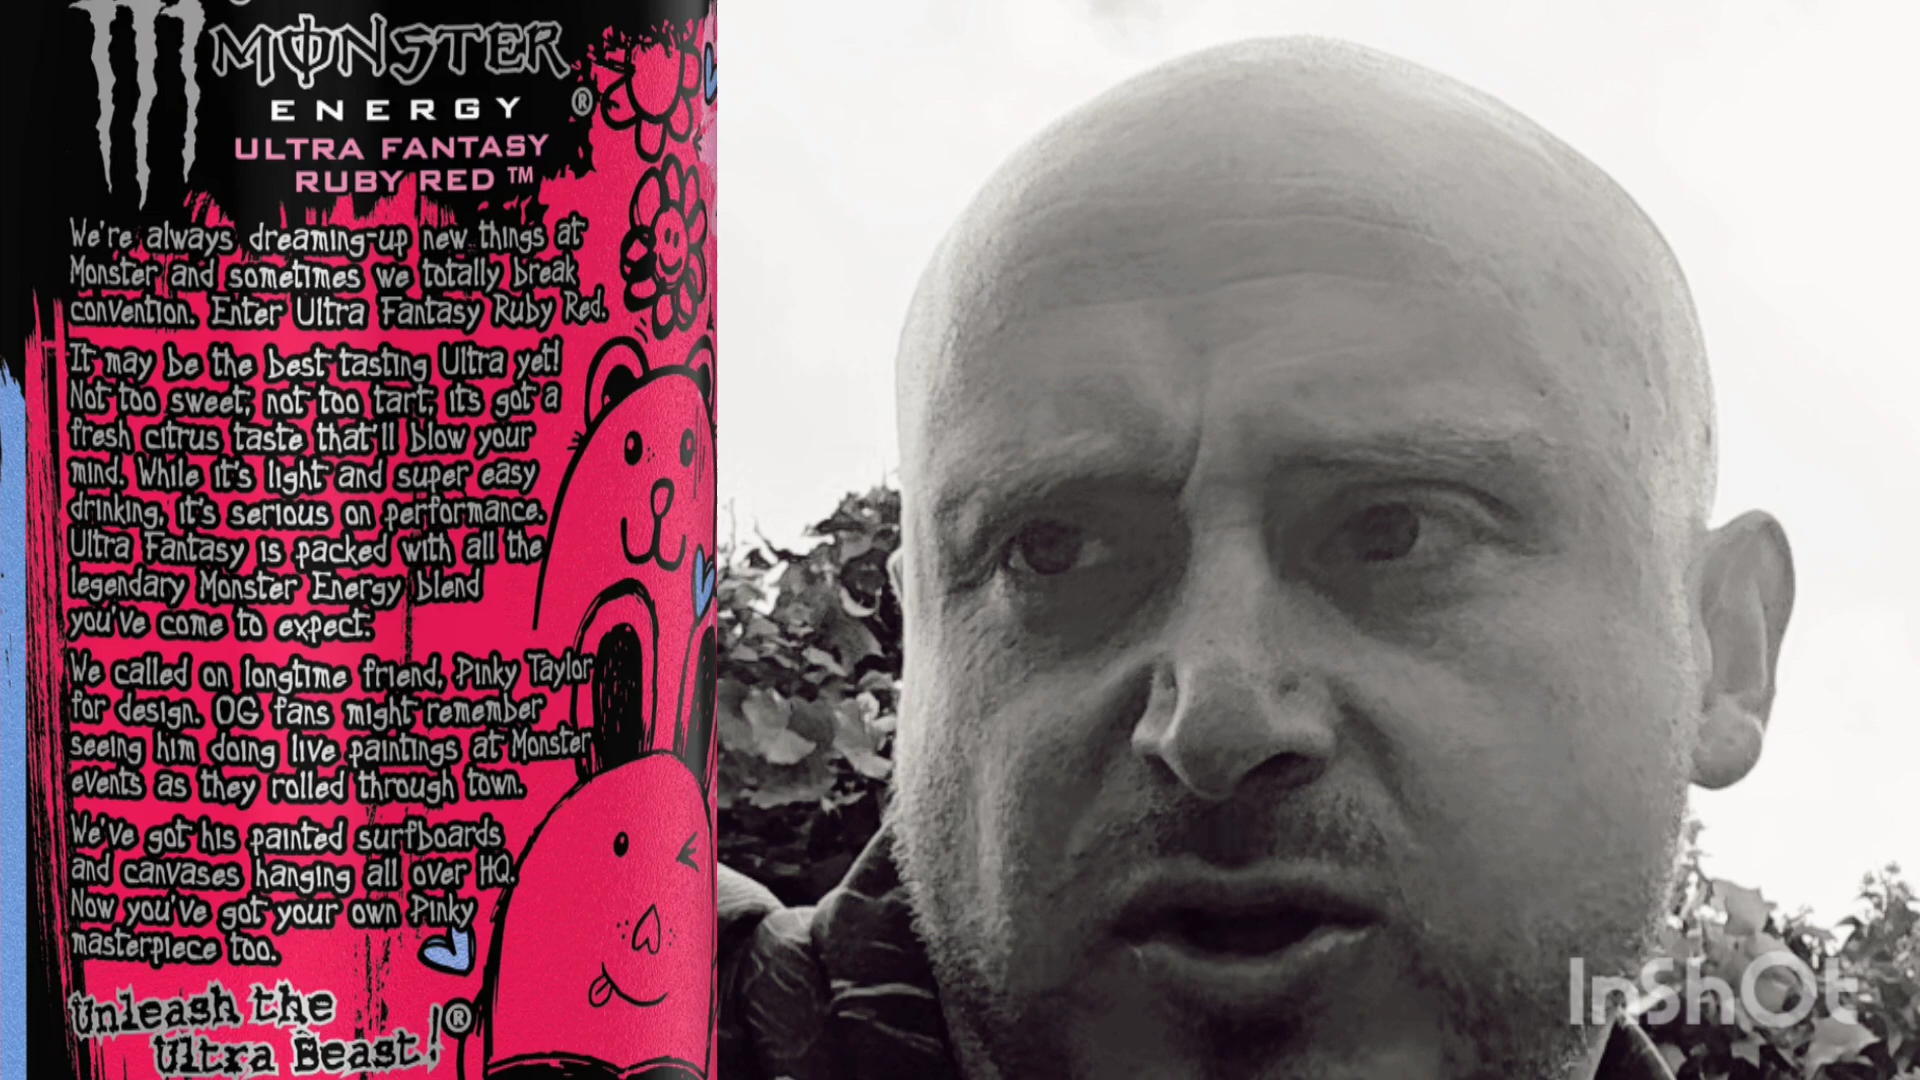 MONSTER
ENERGY ®
ULTRA FANTASY
RUBY RED ™
We're always dreaming-up new things at
Monster and sometimes we totally break
convention. Enter Ultra Fantasy Ruby Red.
It may be the best tasting Ultra yet!
Not too sweet, not too tart, it's got a
fresh citrus taste that'll blow your
mind. While it's light and super easy
drinking, it's serious on performance.
Ultra Fantasy is packed with all the
legendary Monster Energy blend
you've come to expect.
We called on longtime friend, Pinky Taylor
for design. OG fans might remember
seeing him doing live paintings at Monster
events as they rolled through town.
We've got his painted surfboards
and canvases hanging all over HQ.
Now you've got your own Pinky
masterpiece too.
Unleash the
Ultra Beast! ®
InShOt